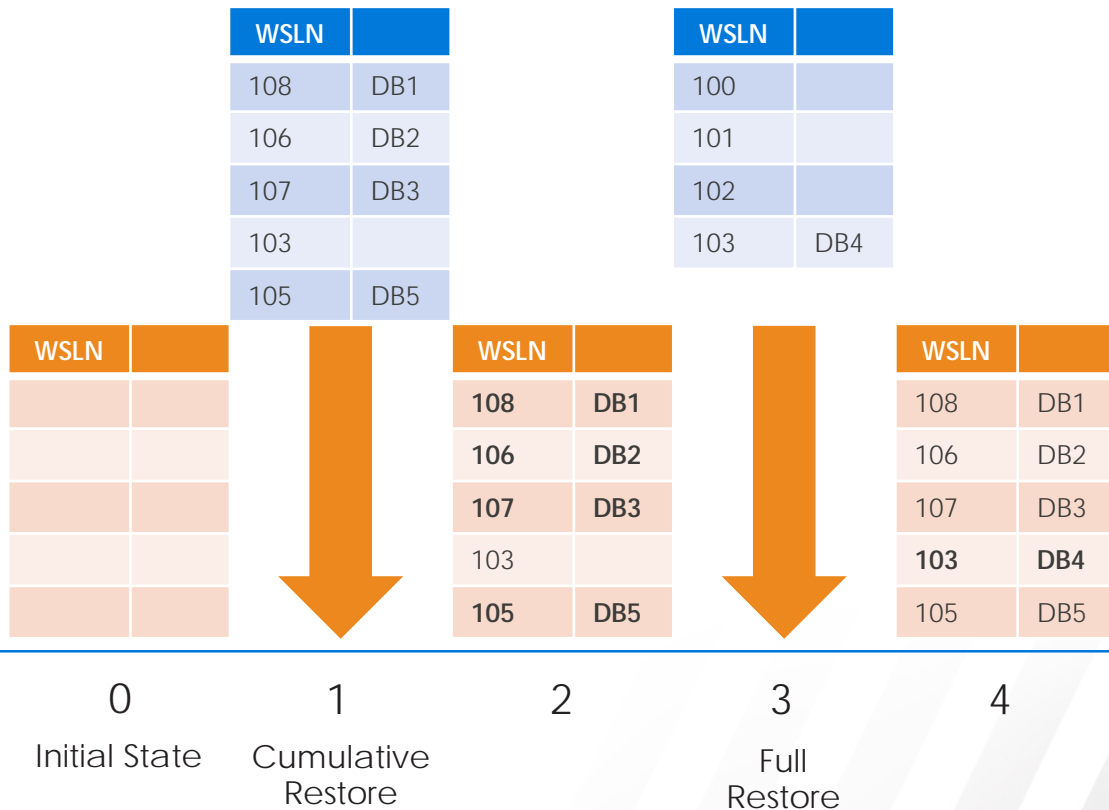 WSLN
108 DB1
106 DB2
107 DB3
103
105 DB5
WSLN
100
101
102
103 DB4
WSLN
WSLN
108 DB1
106 DB2
107 DB3
103
105 DB5
WSLN
108 DB1
106 DB2
107 DB3
103 DB4
105 DB5
0
Initial State
1
Cumulative
Restore
2
3
Full
Restore
4